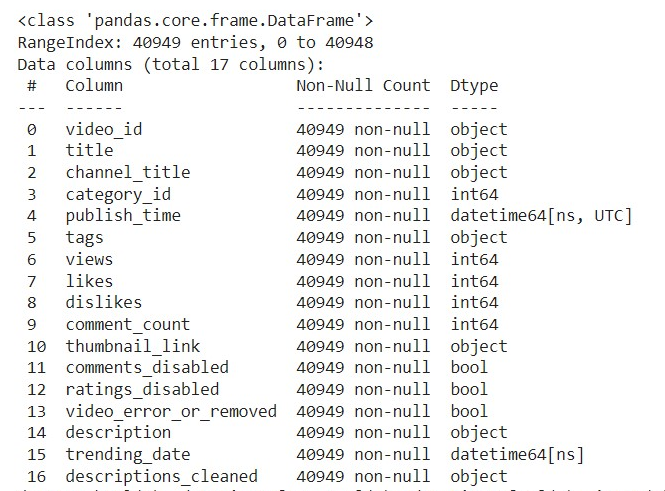 <class 'pandas.core.frame.DataFrame'>
RangeIndex: 40949 entries, 0 to 40948
Data columns (total 17 columns):
 #   Column                  Non-Null Count  Dtype
---  ------                  --------------  -----
 0   video_id                40949 non-null  object
 1   title                   40949 non-null  object
 2   channel_title           40949 non-null  object
 3   category_id             40949 non-null  int64
 4   publish_time            40949 non-null  datetime64[ns, UTC]
 5   tags                    40949 non-null  object
 6   views                   40949 non-null  int64
 7   likes                   40949 non-null  int64
 8   dislikes                40949 non-null  int64
 9   comment_count           40949 non-null  int64
 10  thumbnail_link          40949 non-null  object
 11  comments_disabled       40949 non-null  bool
 12  ratings_disabled        40949 non-null  bool
 13  video_error_or_removed  40949 non-null  bool
 14  description             40949 non-null  object
 15  trending_date           40949 non-null  datetime64[ns]
 16  descriptions_cleaned    40949 non-null  object